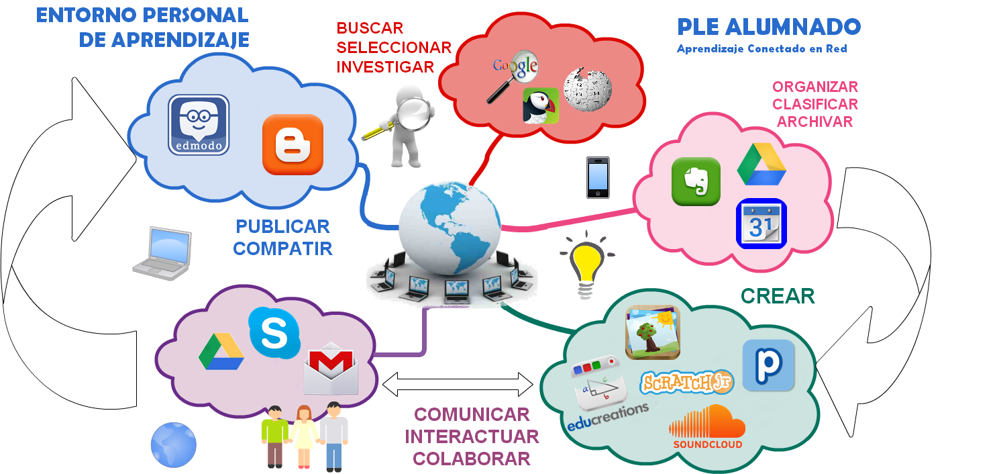 ENTORNO PERSONAL
DE APRENDIZAJE
PLE ALUMNADO
Aprendizaje Conectado en Red
BUSCAR
SELECCIONAR
INVESTIGAR
Google
ORGANIZAR
CLASIFICAR
ARCHIVAR
edmodo
PUBLICAR
COMPATIR
31
CREAR
S
M
p
a
c
b
SCRATCH jr
educreations
SOUNDCLOUD
COMUNICAR
INTERACTUAR
COLABORAR